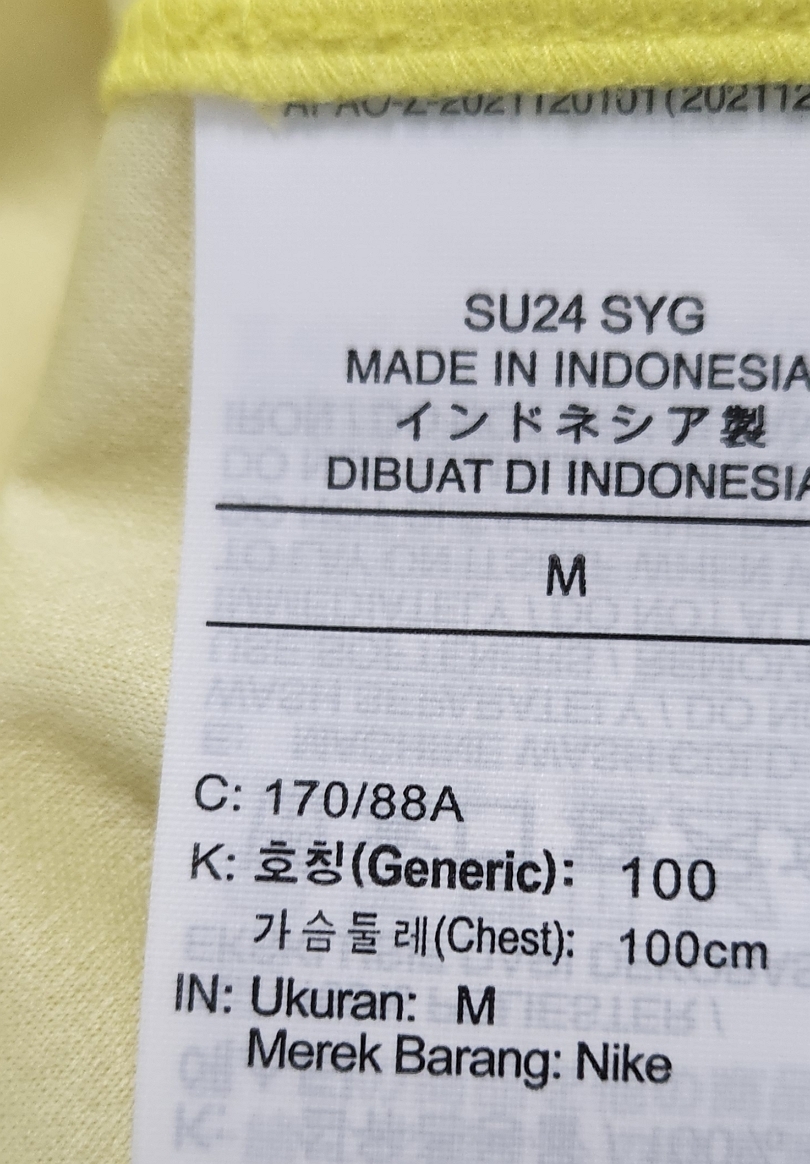 SU24 SYG
MADE IN INDONESIA
インドネシア製
DIBUAT DI INDONESIA
M
C: 170/88A
K: 호칭(Generic): 100
가슴둘레(Chest): 100cm
IN: Ukuran: M
Merek Barang: Nike